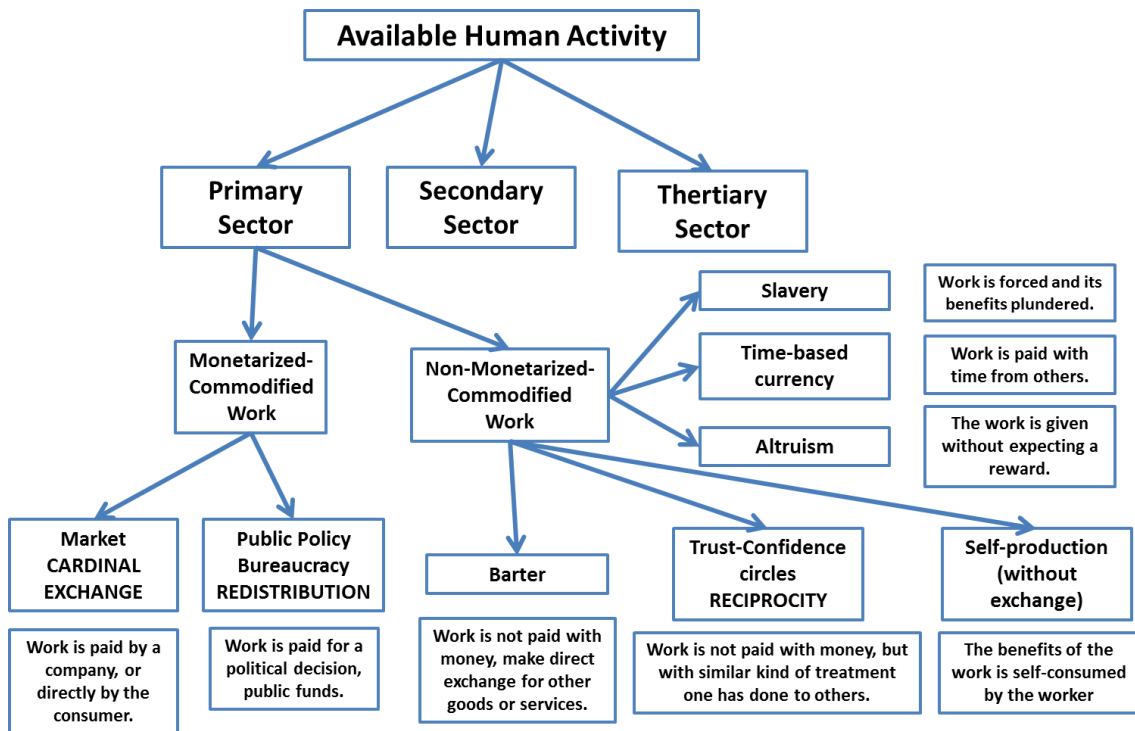 Available Human Activity
Primary
Sector
Secondary
Sector
Thertiary
Sector
Slavery
Work is forced and its
benefits plundered.
Monetarized-
Commodified
Work
Non-Monetarized-
Commodified
Work
Time-based
currency
Work is paid with
time from others.
Altruism
The work is given
without expecting a
reward.
Market
CARDINAL
EXCHANGE
Public Policy
Bureaucracy
REDISTRIBUTION
Barter
Trust-Confidence
circles
RECIPROCITY
Self-production
(without
exchange)
Work is paid by a
company, or
directly by the
consumer.
Work is paid for a
political decision,
public funds.
Work is not paid with
money, make direct
exchange for other
goods or services.
Work is not paid with money, but
with similar kind of treatment
one has done to others.
The benefits of the
work is self-consumed
by the worker